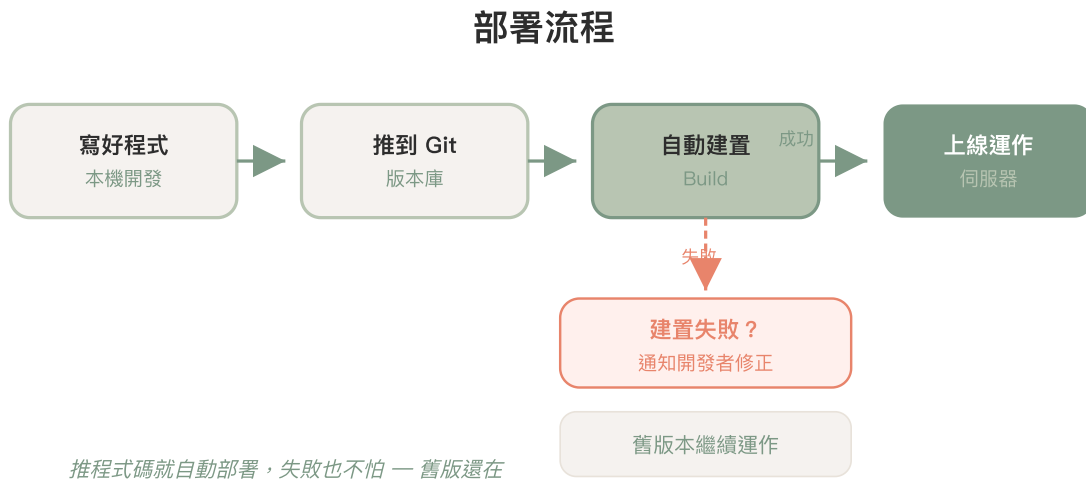 部署流程
寫好程式
本機開發
推到 Git
版本庫
自動建置
Build
成功
上線運作
伺服器
失敗
建置失敗？
通知開發者修正
舊版本繼續運作
推程式碼就自動部署，失敗也不怕 — 舊版還在